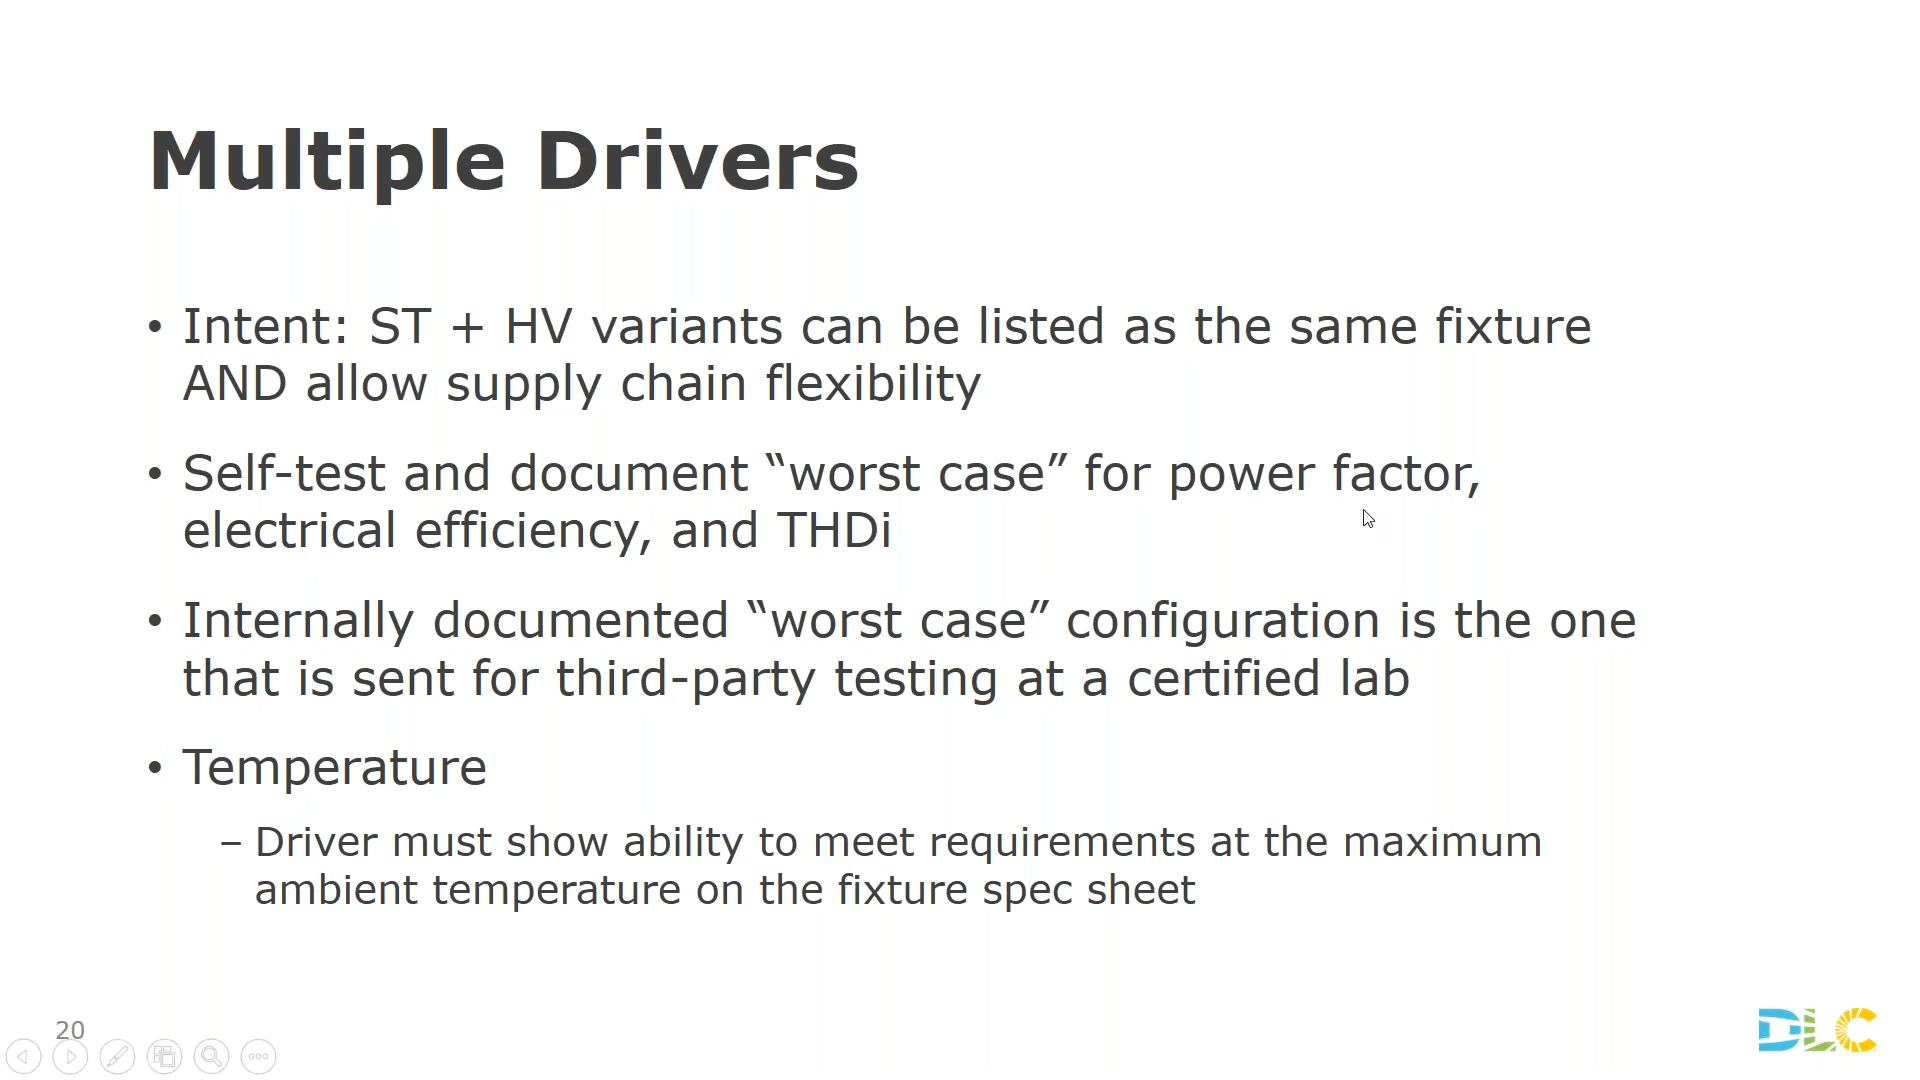 Multiple Drivers
• Intent: ST + HV variants can be listed as the same fixture
AND allow supply chain flexibility
• Self-test and document “worst case” for power factor,
electrical efficiency, and THDi
• Internally documented “worst case” configuration is the one
that is sent for third-party testing at a certified lab
• Temperature
– Driver must show ability to meet requirements at the maximum
ambient temperature on the fixture spec sheet
20
DLC